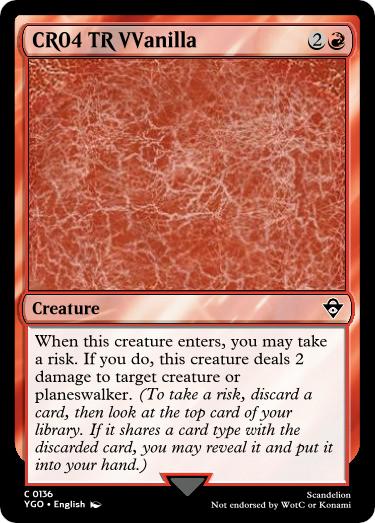 CR04 TR VVanilla 2
Creature
When this creature enters, you may take
a risk. If you do, this creature deals 2
damage to target creature or
planeswalker. (To take a risk, discard a
card, then look at the top card of your
library. If it shares a card type with the
discarded card, you may reveal it and put it
into your hand.)
C 0136
YGO • English
Scandelion
Not endorsed by WotC or Konami